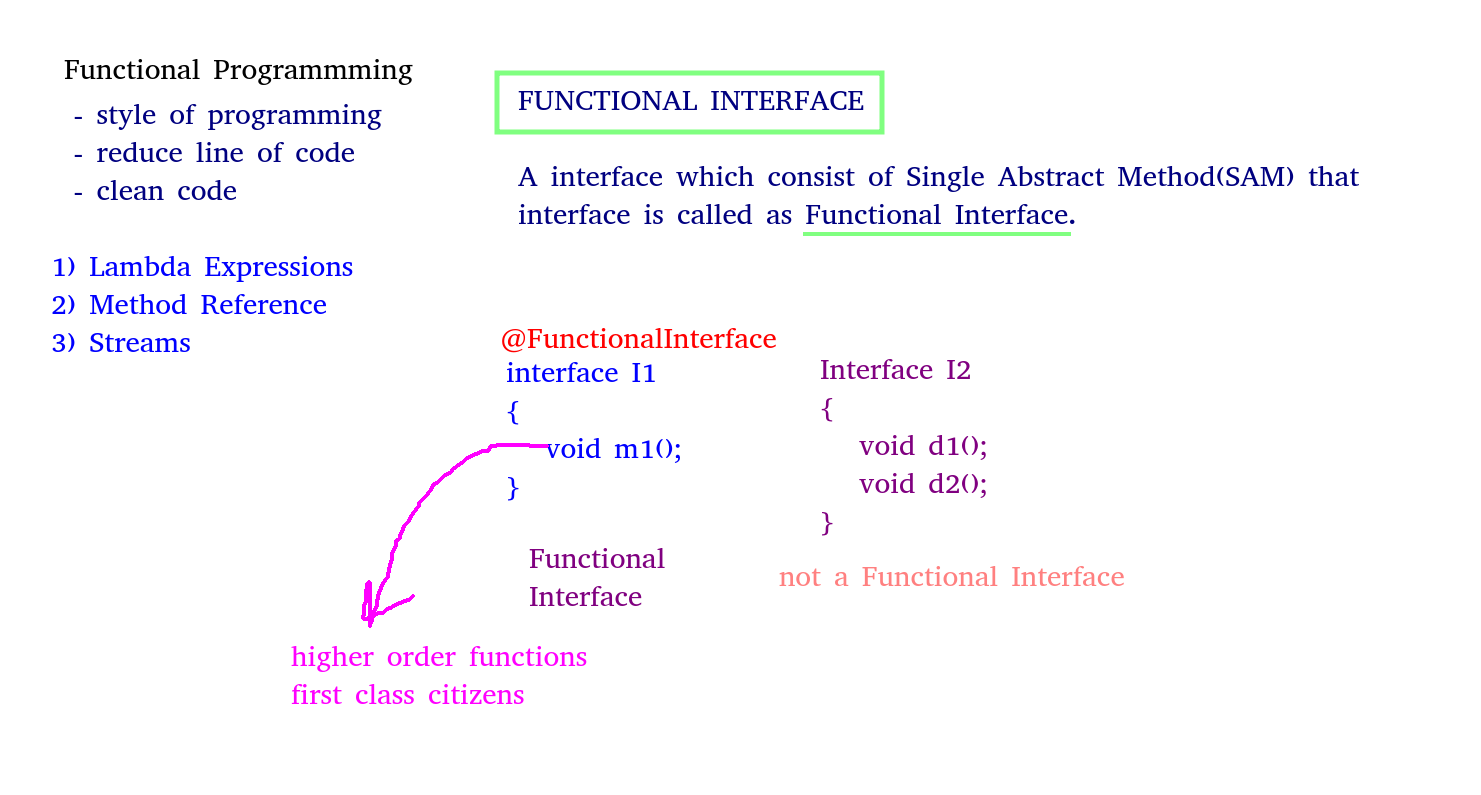 Functional Programmming
- style of programming
- reduce line of code
- clean code
1) Lambda Expressions
2) Method Reference
3) Streams
FUNCTIONAL INTERFACE
A interface which consist of Single Abstract Method(SAM) that
interface is called as Functional Interface.
@FunctionalInterface
interface I1
{
void m1();
}
Functional
Interface
Interface I2
{
void d1();
void d2();
}
not a Functional Interface
higher order functions
first class citizens